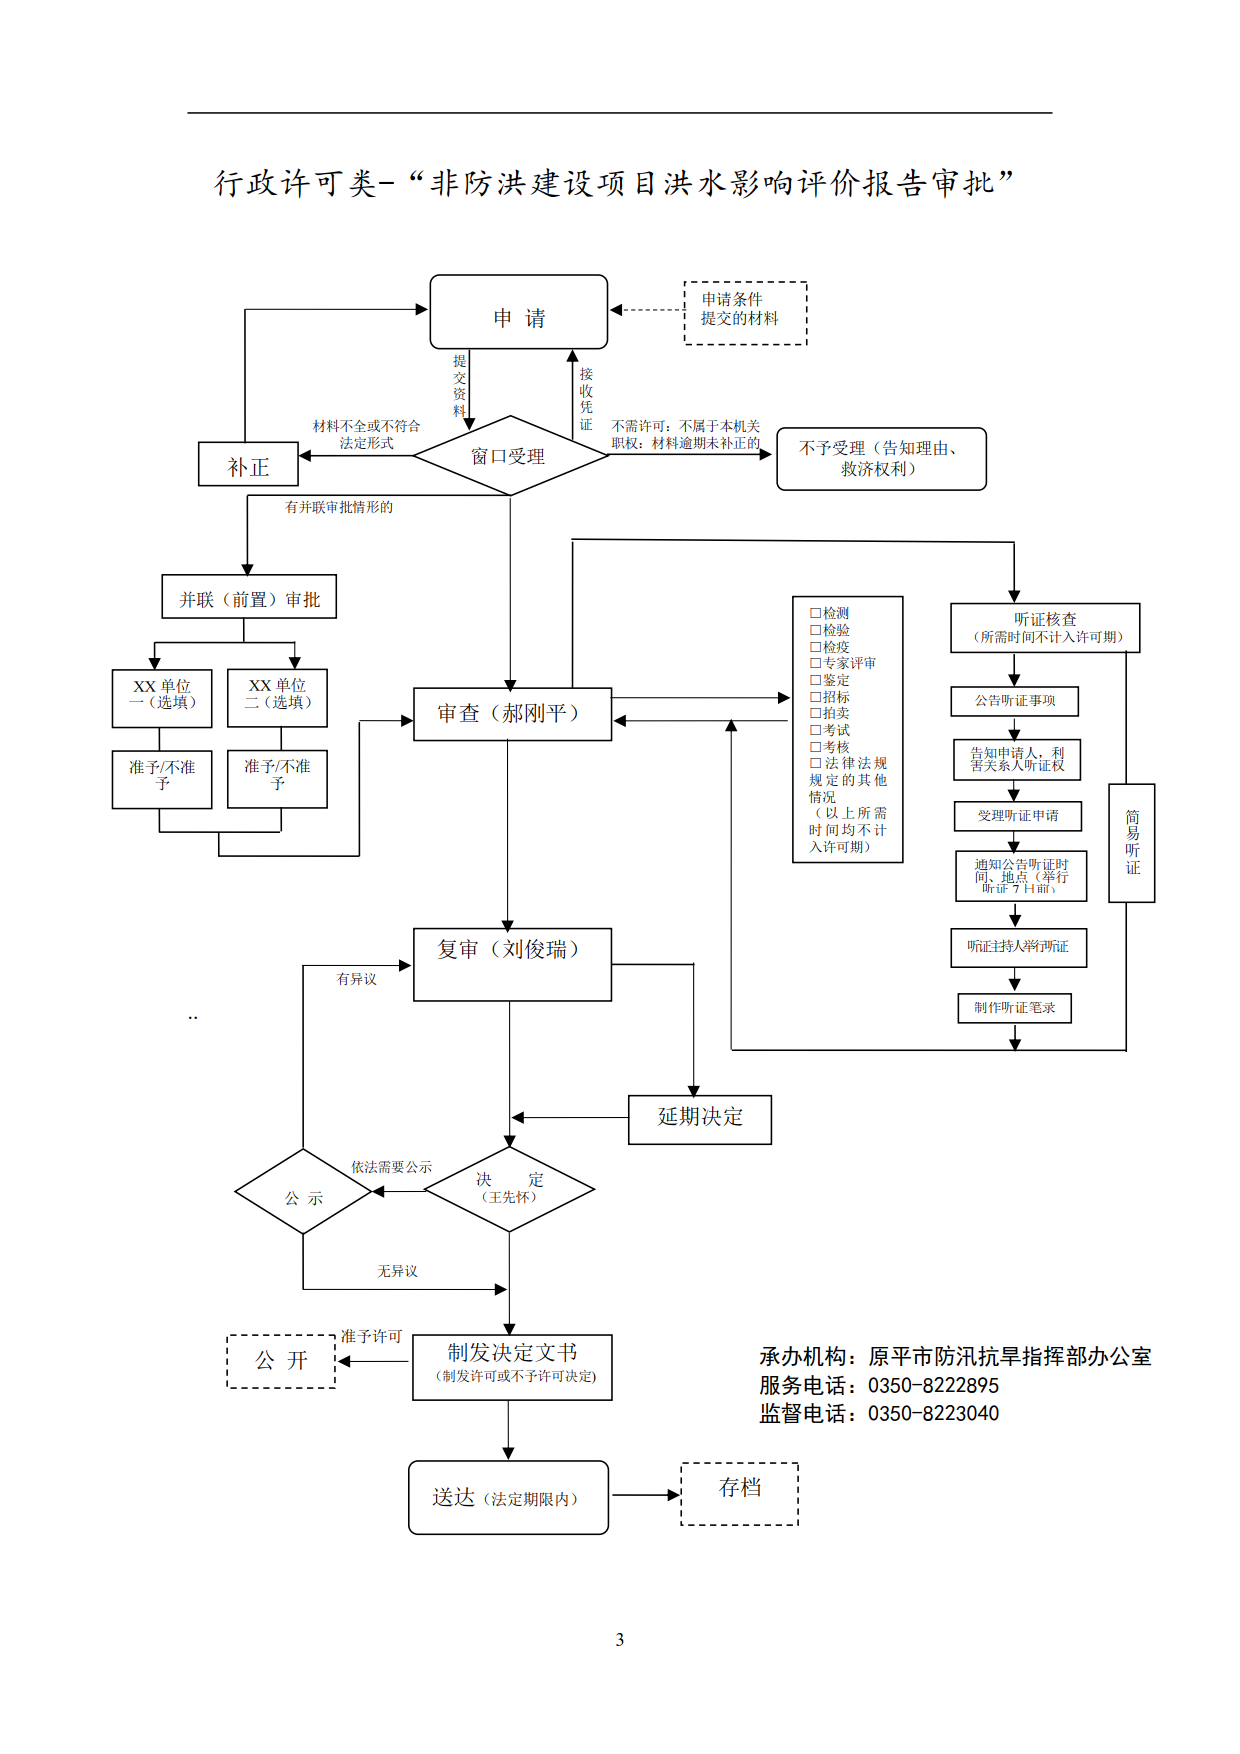 行政许可类-“非防洪建设项目洪水影响评价报告审批”
申 请
申请条件
提交的材料
提交资料
接收凭证
材料不全或不符合
法定形式
不需许可：不属于本机关
职权：材料逾期未补正的
补正
窗口受理
不予受理（告知理由、
救济权利）
有并联审批情形的
并联（前置）审批
XX 单位
一（选填）
XX 单位
二（选填）
准予/不准
予
准予/不准
予
审查（郝刚平）
□检测
□检验
□检疫
□专家评审
□鉴定
□招标
□拍卖
□考试
□考核
□法律法规
规定的其他
情况
（以上所需
时间均不计
入许可期）
听证核查
（所需时间不计入许可期）
公告听证事项
告知申请人，利
害关系人听证权
受理听证申请
通知公告听证时
间、地点（举行
听证 7 日前）
听证主持人举行听证
制作听证笔录
简易听证
复审（刘俊瑞）
有异议
..
延期决定
依法需要公示
公 示
决 定
（王先怀）
无异议
准予许可
公 开
制发决定文书
（制发许可或不予许可决定)
承办机构：原平市防汛抗旱指挥部办公室
服务电话：0350-8222895
监督电话：0350-8223040
送达（法定期限内）
存档
3